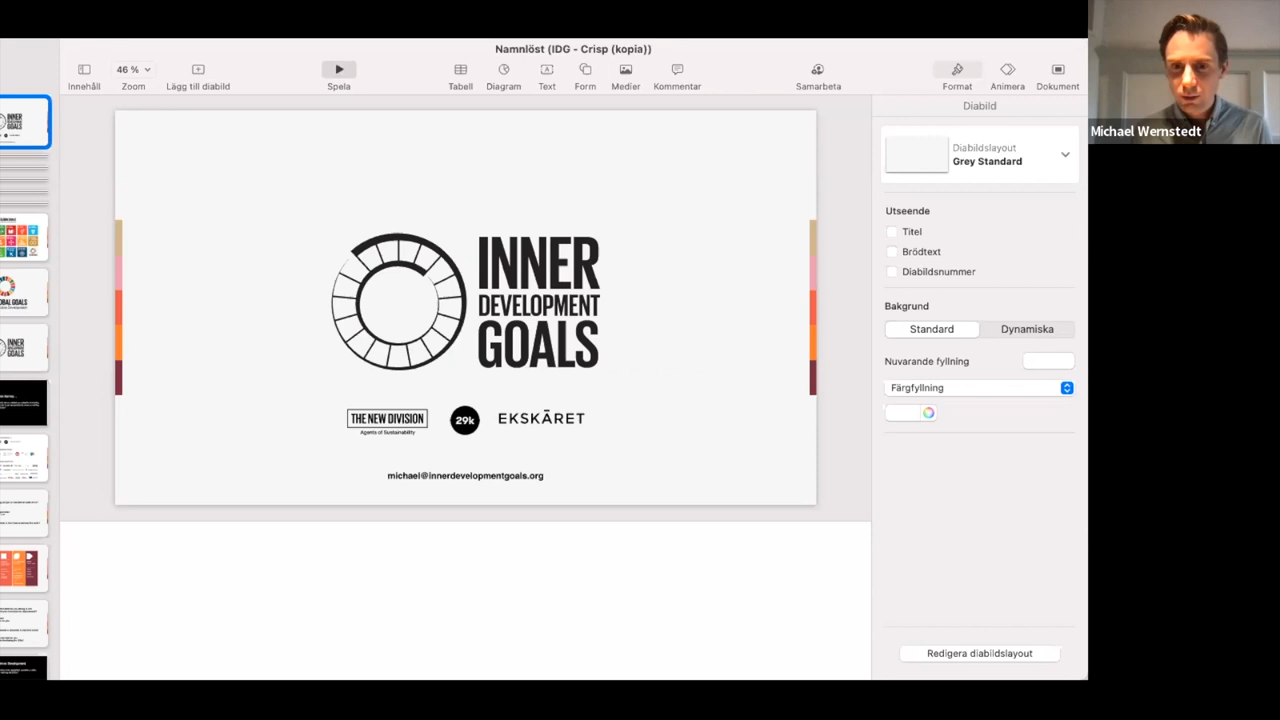 Namnlöst (IDG - Crisp (kopia))
46 %
Innehåll
Zoom
Lägg till diabild
Spela
Tabell
Diagram
Text
Form
Medier
Kommentar
Samarbeta
Format
Animera
Dokument
Diabild
Diabildslayout
Grey Standard
Utseende
Titel
Brödtext
Diabildsnummer
Bakgrund
Standard
Dynamiska
Nuvarande fyllning
Färgfyllning
Redigera diabildslayout
INNER
DEVELOPMENT
GOALS
THE NEW DIVISION
Agents of Sustainability
29k
EKSKÄRET
michael@innerdevelopmentgoals.org
Michael Wernstedt